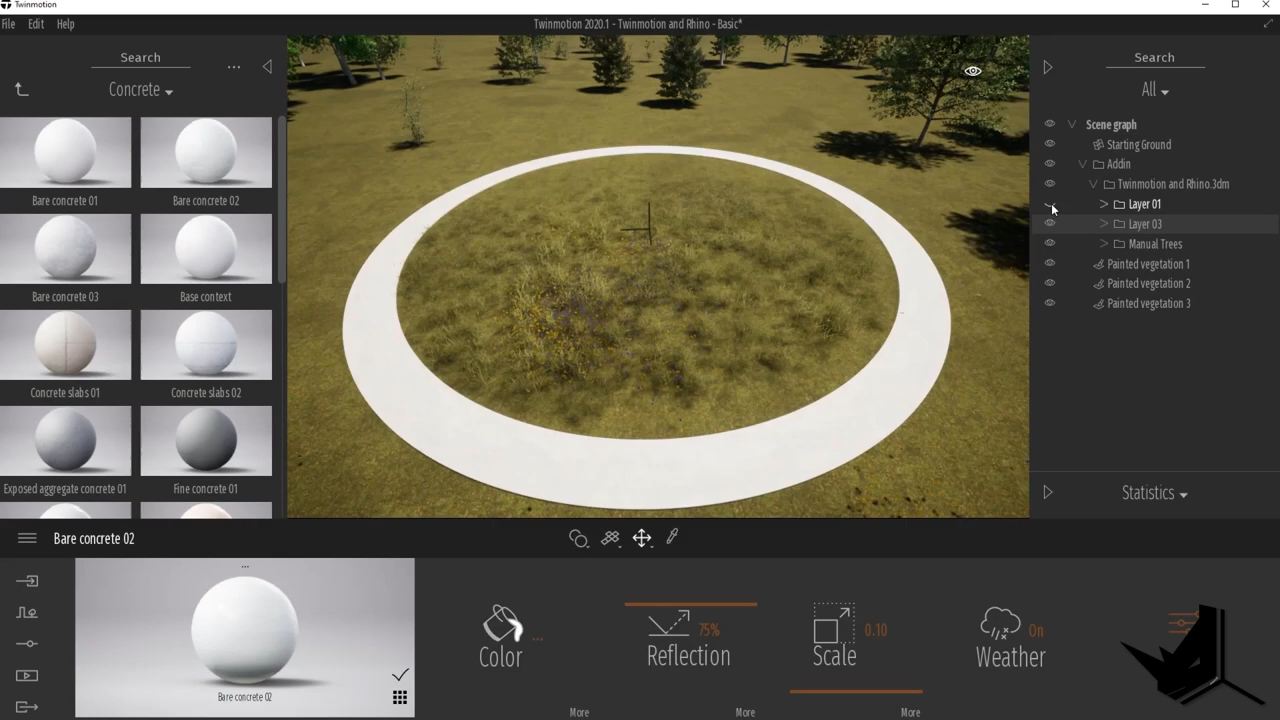 Twinmotion
File Edit Help
Twinmotion 2020.1 - Twinmotion and Rhino - Basic*
Search
...
Concrete
Bare concrete 01
Bare concrete 02
Bare concrete 03
Base context
Concrete slabs 01
Concrete slabs 02
Exposed aggregate concrete 01
Fine concrete 01
Search
All
Scene graph
Starting Ground
Addin
Twinmotion and Rhino.3dm
Layer 01
Layer 03
Manual Trees
Painted vegetation 1
Painted vegetation 2
Painted vegetation 3
Statistics
Bare concrete 02
...
Bare concrete 02
Color ...
Reflection 75%
Scale 0.10
Weather On
More
More
More